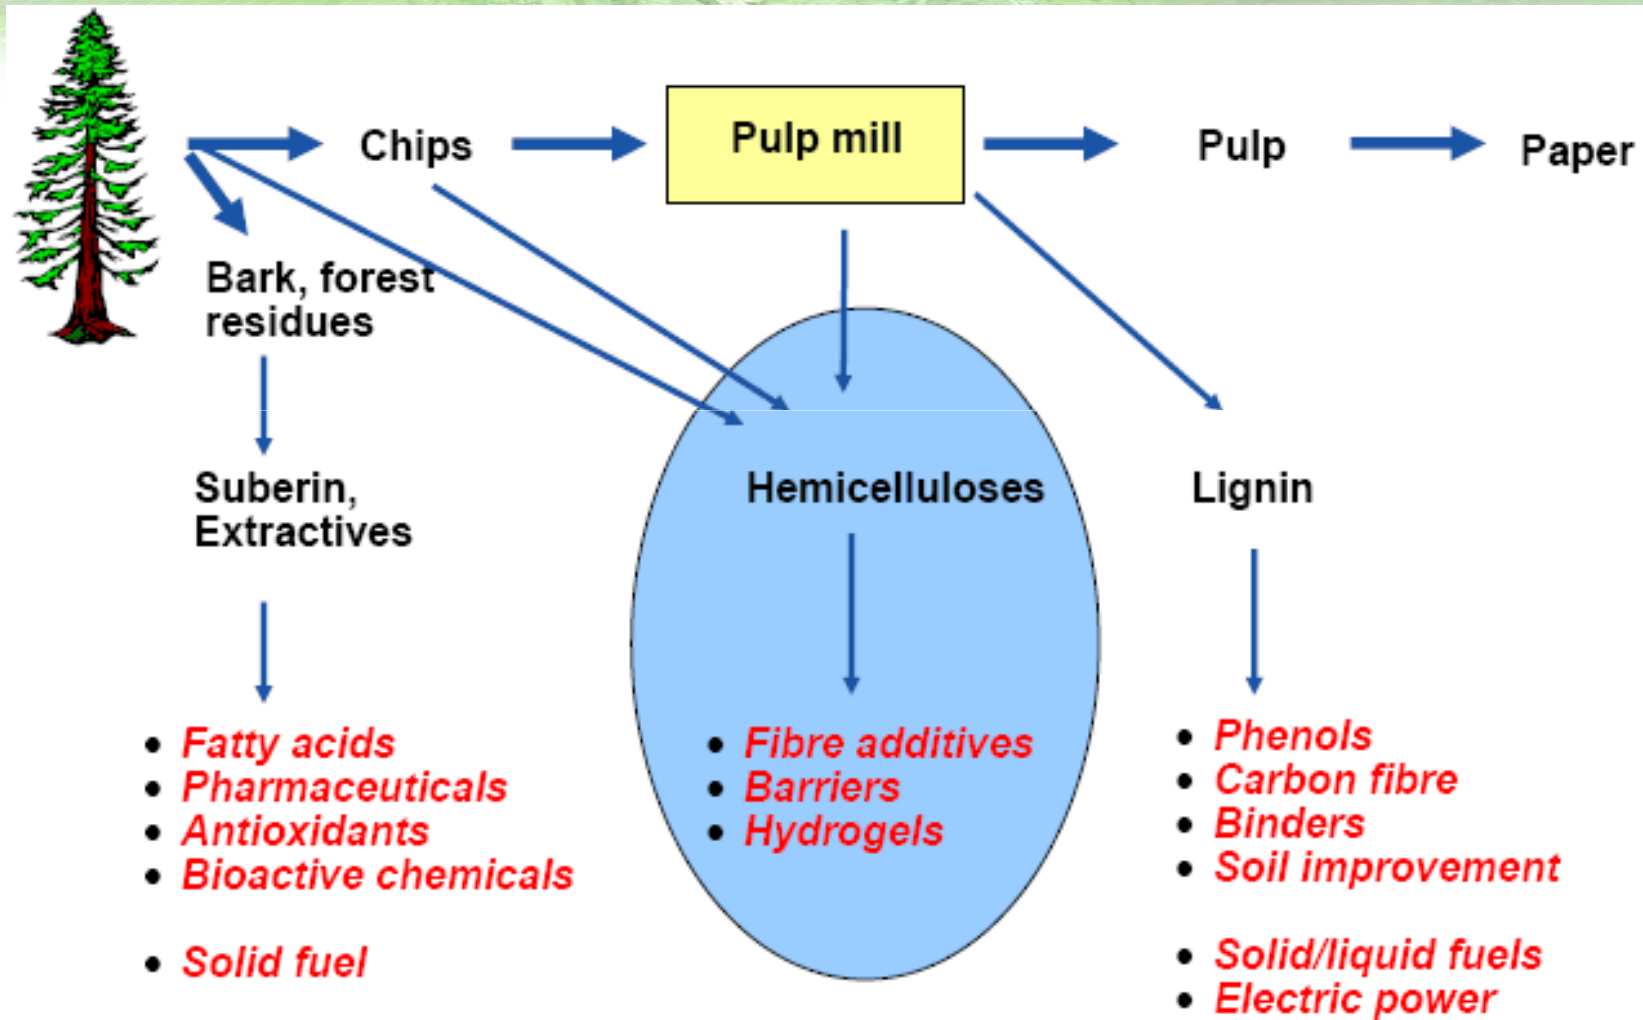 Chips
Pulp mill
Pulp
Paper
Bark, forest
residues
Suberin,
Extractives
Hemicelluloses
Lignin
• Fatty acids
• Pharmaceuticals
• Antioxidants
• Bioactive chemicals
• Solid fuel
• Fibre additives
• Barriers
• Hydrogels
• Phenols
• Carbon fibre
• Binders
• Soil improvement
• Solid/liquid fuels
• Electric power